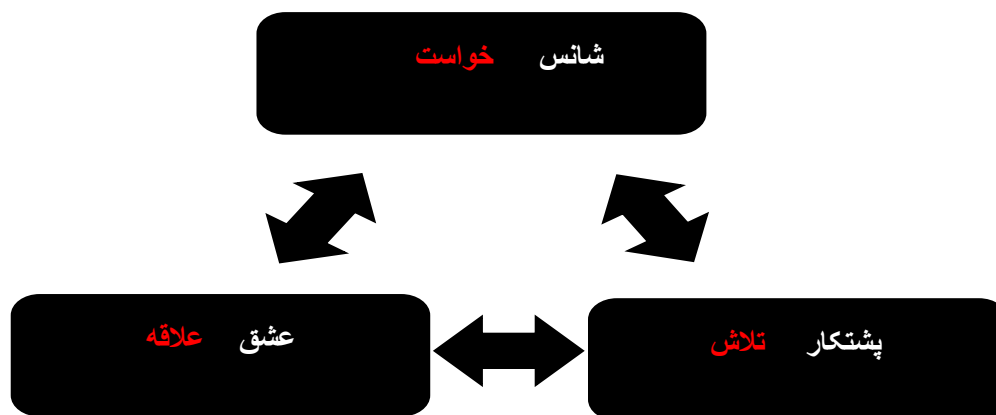 شانس خواست
پشتکار تلاش
عشق علاقه